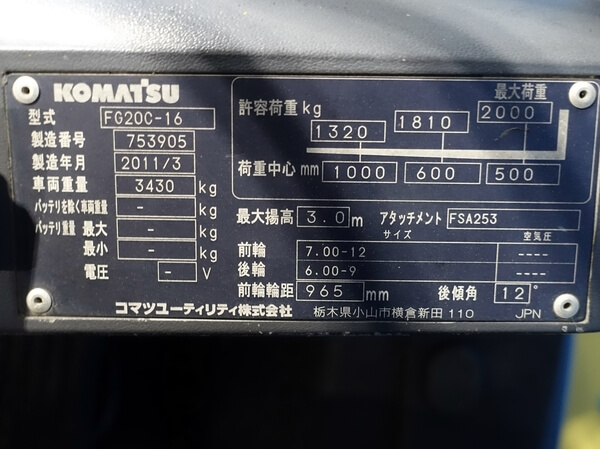 KOMATSU
型式 FG20C-16
製造番号 753905
製造年月 2011/3
車両重量 3430 kg
バッテリを除く車両重量 - kg
バッテリ重量 最大 - kg
最小 - kg
電圧 - V
許容荷重 kg 1320 1810 最大荷重 2000
荷重中心 mm 1000 600 500
最大揚高 3.0 m アタッチメント FSA253
サイズ 空気圧
前輪 7.00-12 ----
後輪 6.00-9 ----
前輪輪距 965 mm 後傾角 12°
コマツユーティリティ株式会社 栃木県小山市横倉新田 110 JPN